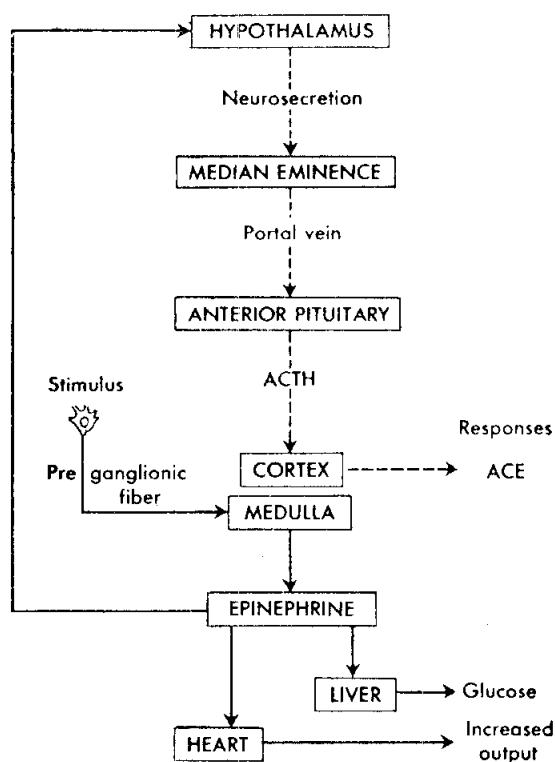 HYPOTHALAMUS
Neurosecretion
MEDIAN EMINENCE
Portal vein
ANTERIOR PITUITARY
ACTH
Stimulus
Responses
CORTEX
ACE
Pre ganglionic
fiber
MEDULLA
EPINEPHRINE
LIVER
Glucose
HEART
Increased
output